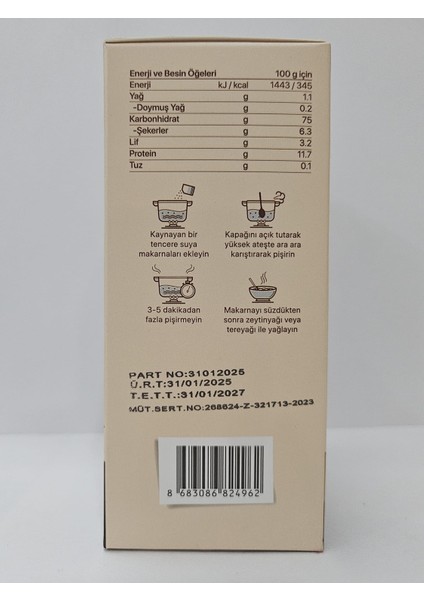 Enerji ve Besin Öğeleri 100 g için
Enerji kJ / kcal 1443 / 345
Yağ g 1.1
-Doymuş Yağ g 0.2
Karbonhidrat g 75
-Şekerler g 6.3
Lif g 3.2
Protein g 11.7
Tuz g 0.1
Kaynayan bir
tencere suya
makarnaları ekleyin
Kapağını açık tutarak
yüksek ateşte ara ara
karıştırarak pişirin
3-5 dakikadan
fazla pişirmeyin
Makarnayı süzdükten
sonra zeytinyağı veya
tereyağı ile yağlayın
PART NO:31012025
Ü.R.T:31/01/2025
T.E.T.T.:31/01/2027
MÜT.SERT.NO:268624-Z-321713-2023
8 683086 824962